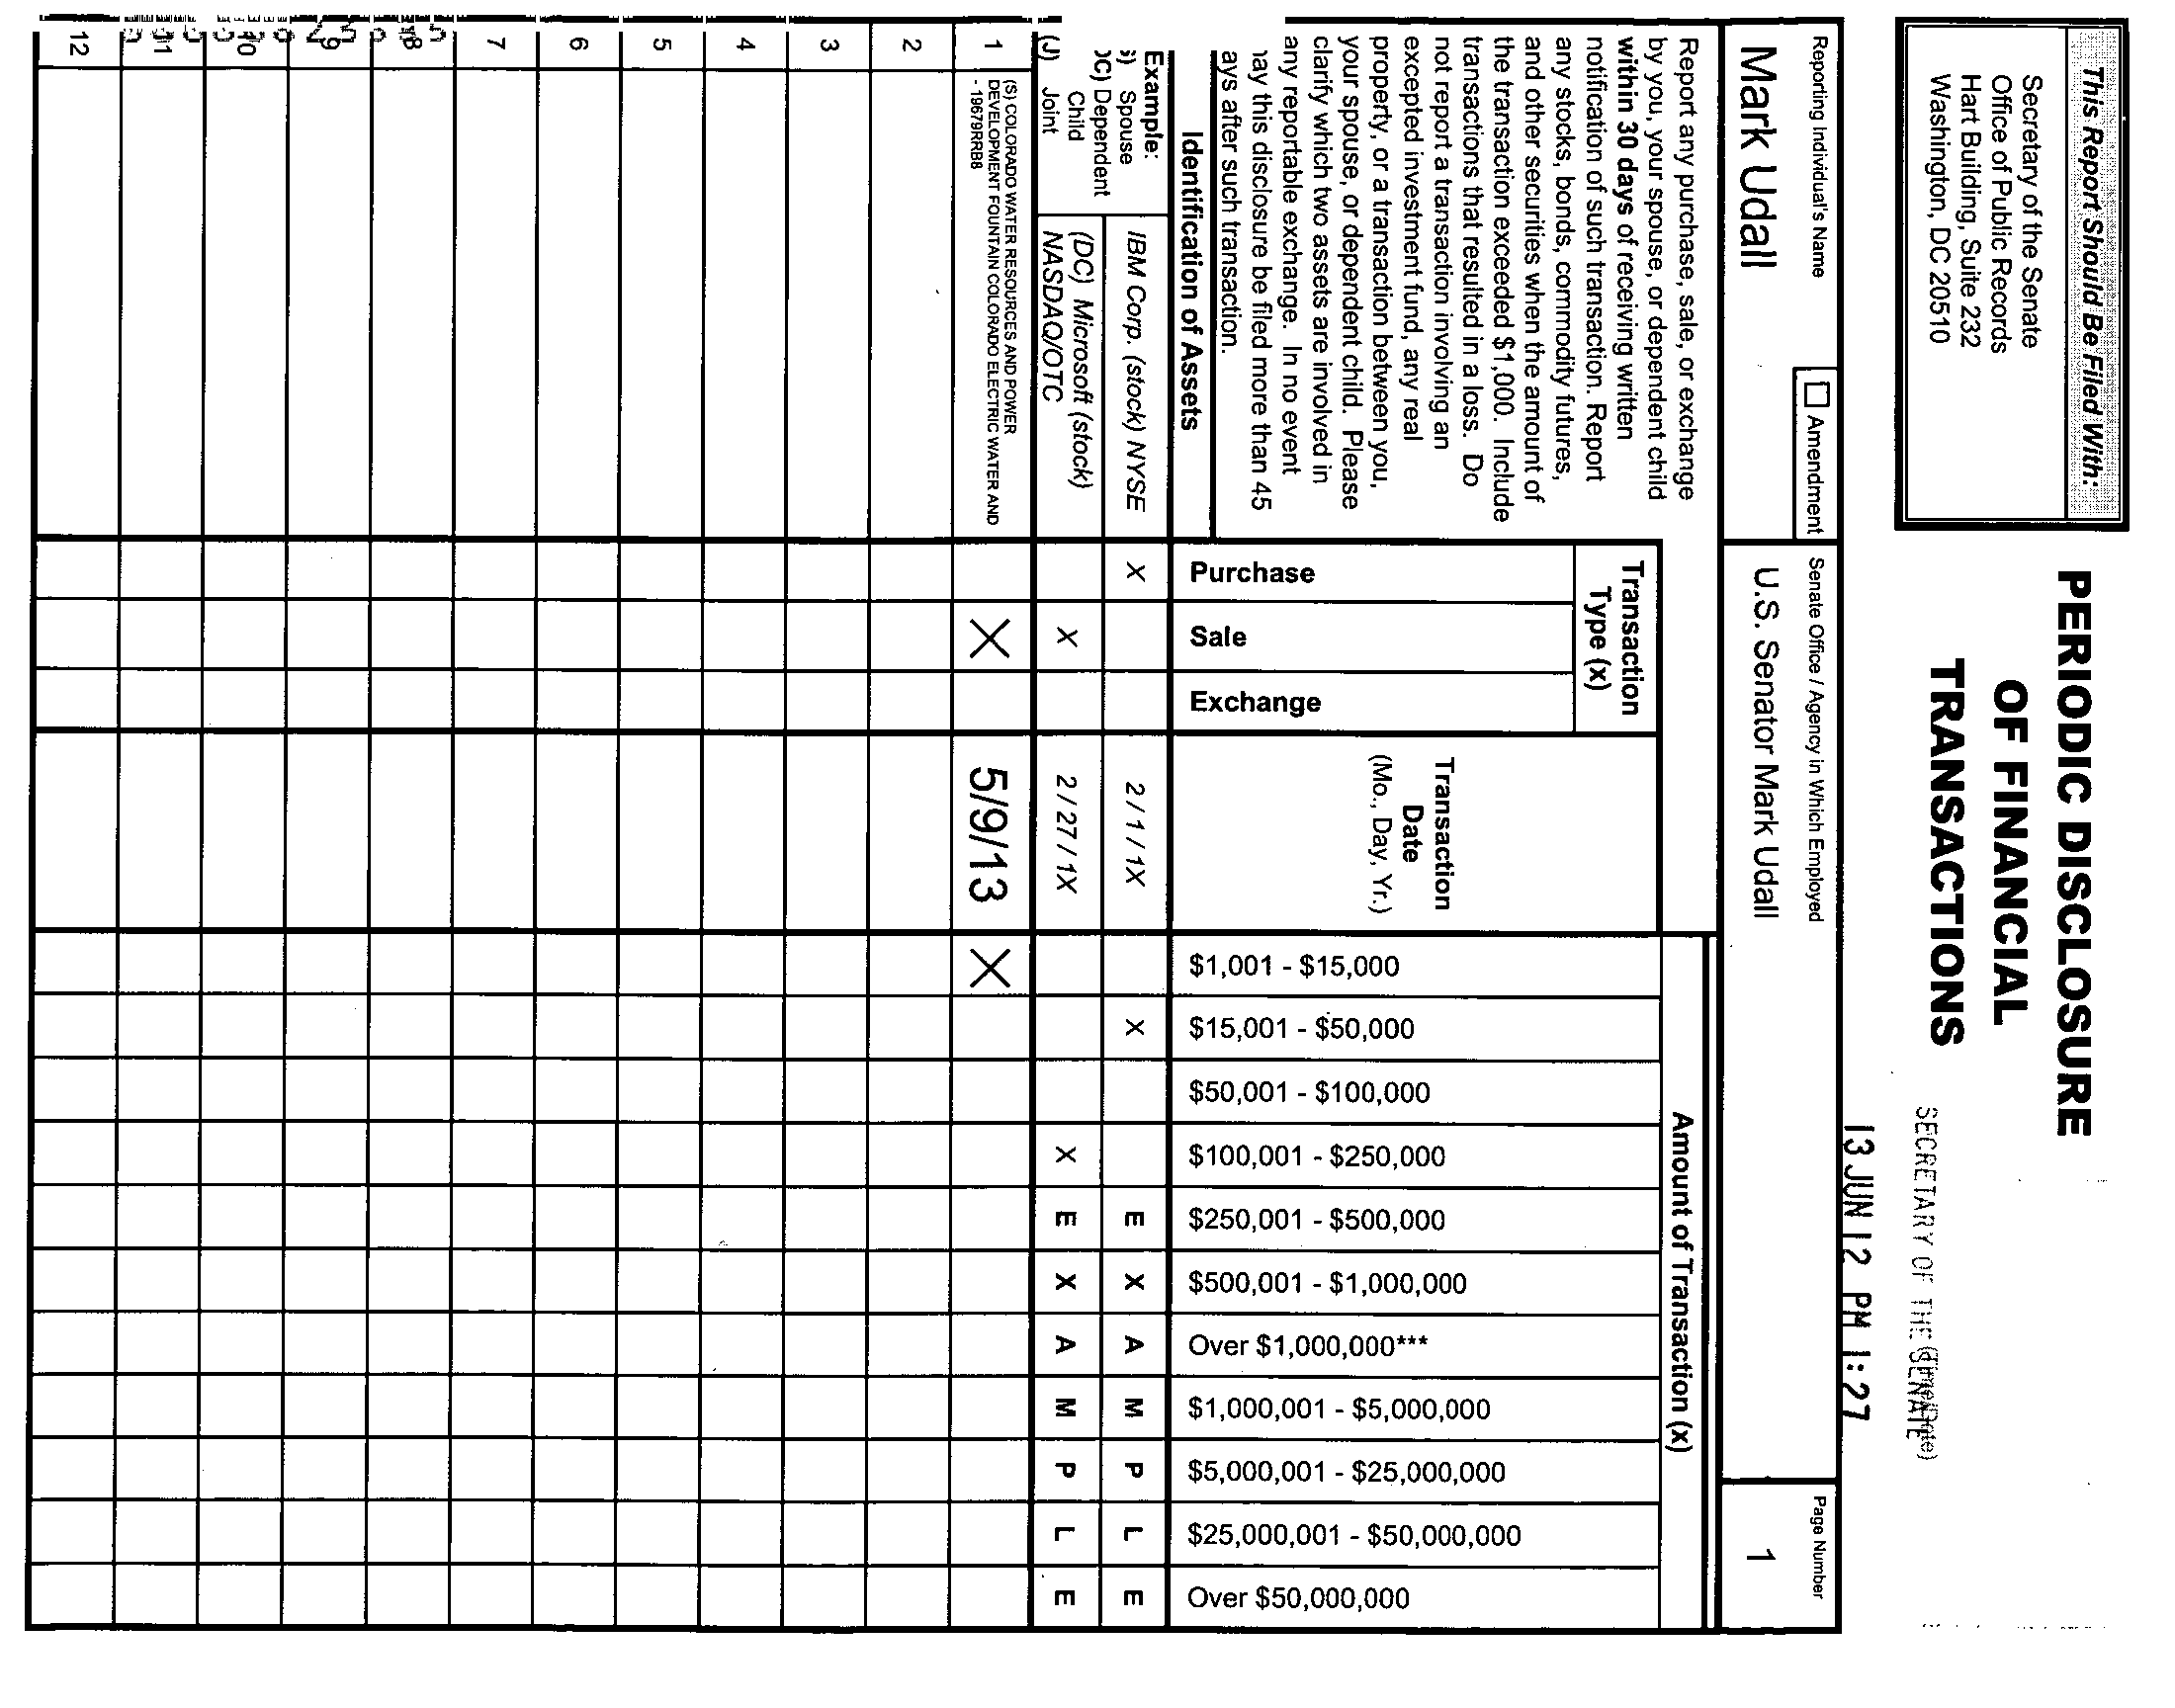 This Report Should Be Filed With:
Secretary of the Senate
Office of Public Records
Hart Building, Suite 232
Washington, DC 20510
PERIODIC DISCLOSURE
OF FINANCIAL
TRANSACTIONS
SECRETARY OF THE SENATE
13 JUN 12 PM 1:27
Reporting Individual's Name
Mark Udall
Amendment
Senate Office / Agency in Which Employed
U.S. Senator Mark Udall
Page Number
1
Report any purchase, sale, or exchange
by you, your spouse, or dependent child
within 30 days of receiving written
notification of such transaction. Report
any stocks, bonds, commodity futures,
and other securities when the amount of
the transaction exceeded $1,000. Include
transactions that resulted in a loss. Do
not report a transaction involving an
excepted investment fund, any real
property, or a transaction between you,
your spouse, or dependent child. Please
clarify which two assets are involved in
any reportable exchange. In no event
may this disclosure be filed more than 45
ays after such transaction.
Identification of Assets
Transaction
Type (x)
Purchase
Sale
Exchange
Transaction
Date
(Mo., Day, Yr.)
Amount of Transaction (x)
$1,001 - $15,000
$15,001 - $50,000
$50,001 - $100,000
$100,001 - $250,000
$250,001 - $500,000
$500,001 - $1,000,000
Over $1,000,000***
$1,000,001 - $5,000,000
$5,000,001 - $25,000,000
$25,000,001 - $50,000,000
Over $50,000,000
Example:
S) Spouse
DC) Dependent
Child
(J) Joint
IBM Corp. (stock) NYSE X 2 / 1 / 1X X E X A M P L E
(DC) Microsoft (stock)
NASDAQ/OTC X 2 / 27 / 1X X E X A M P L E
1 (S) COLORADO WATER RESOURCES AND POWER
DEVELOPMENT FOUNTAIN COLORADO ELECTRIC WATER AND
- 19679RRB8 X 5/9/13 X
2
3
4
5
6
7
8
9
10
11
12